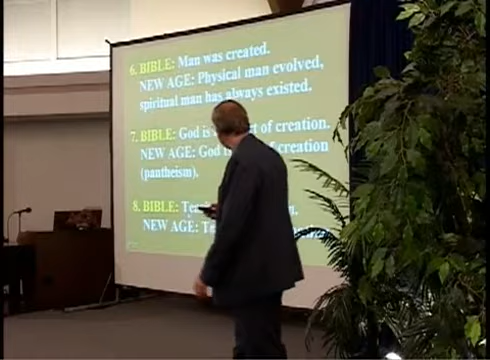 6. BIBLE: Man was created.
NEW AGE: Physical man evolved,
spiritual man has always existed.
7. BIBLE: God is of creation.
NEW AGE: God of creation
(pantheism).
8. BIBLE:
NEW AGE: